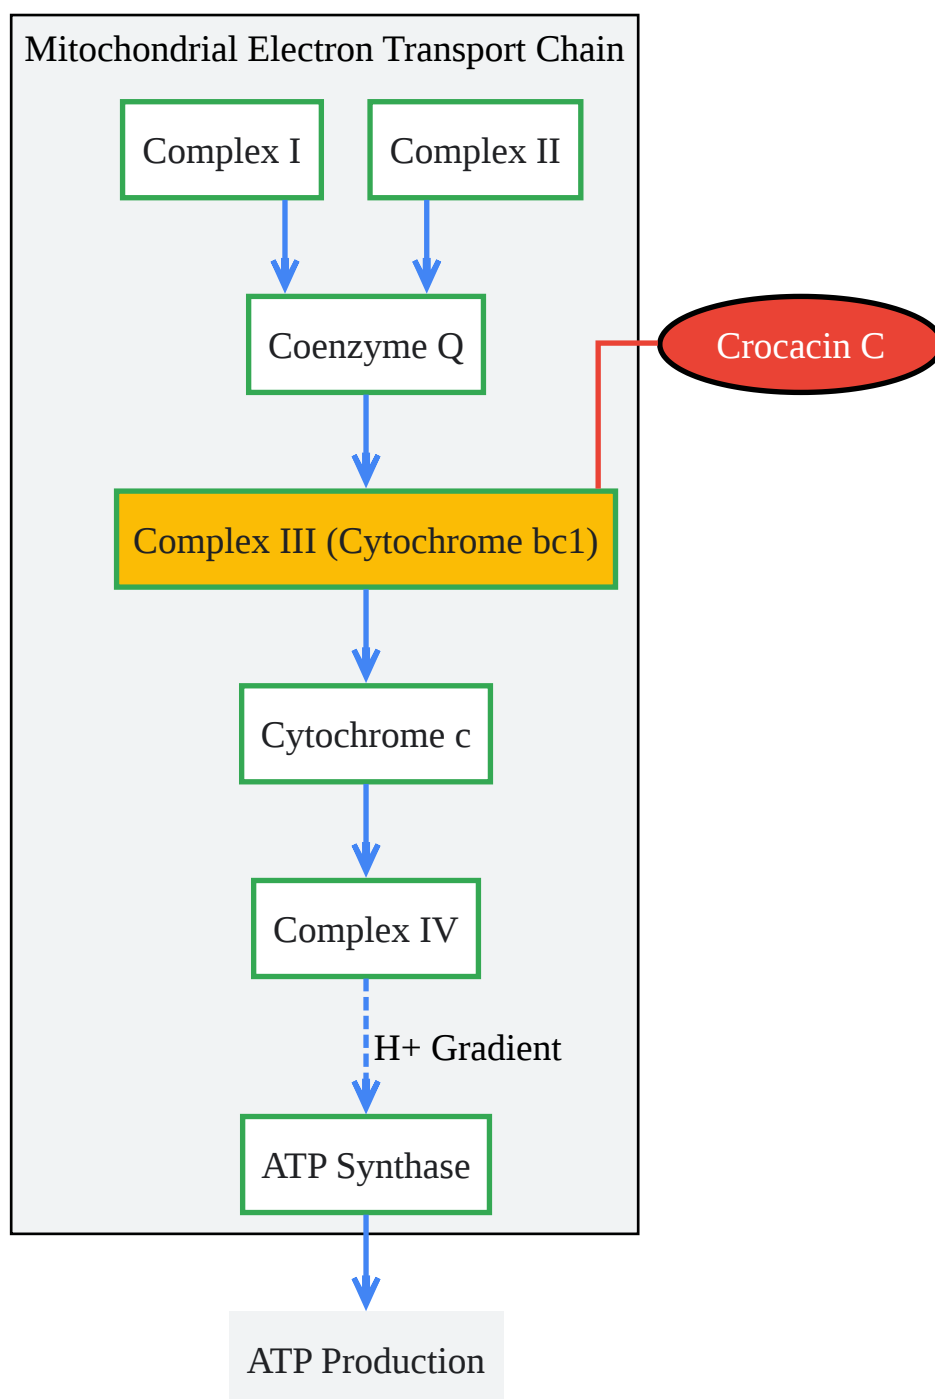 Mitochondrial Electron Transport Chain
Complex I
Complex II
Coenzyme Q
Crocacin C
Complex III (Cytochrome bc1)
Cytochrome c
Complex IV
H+ Gradient
ATP Synthase
ATP Production